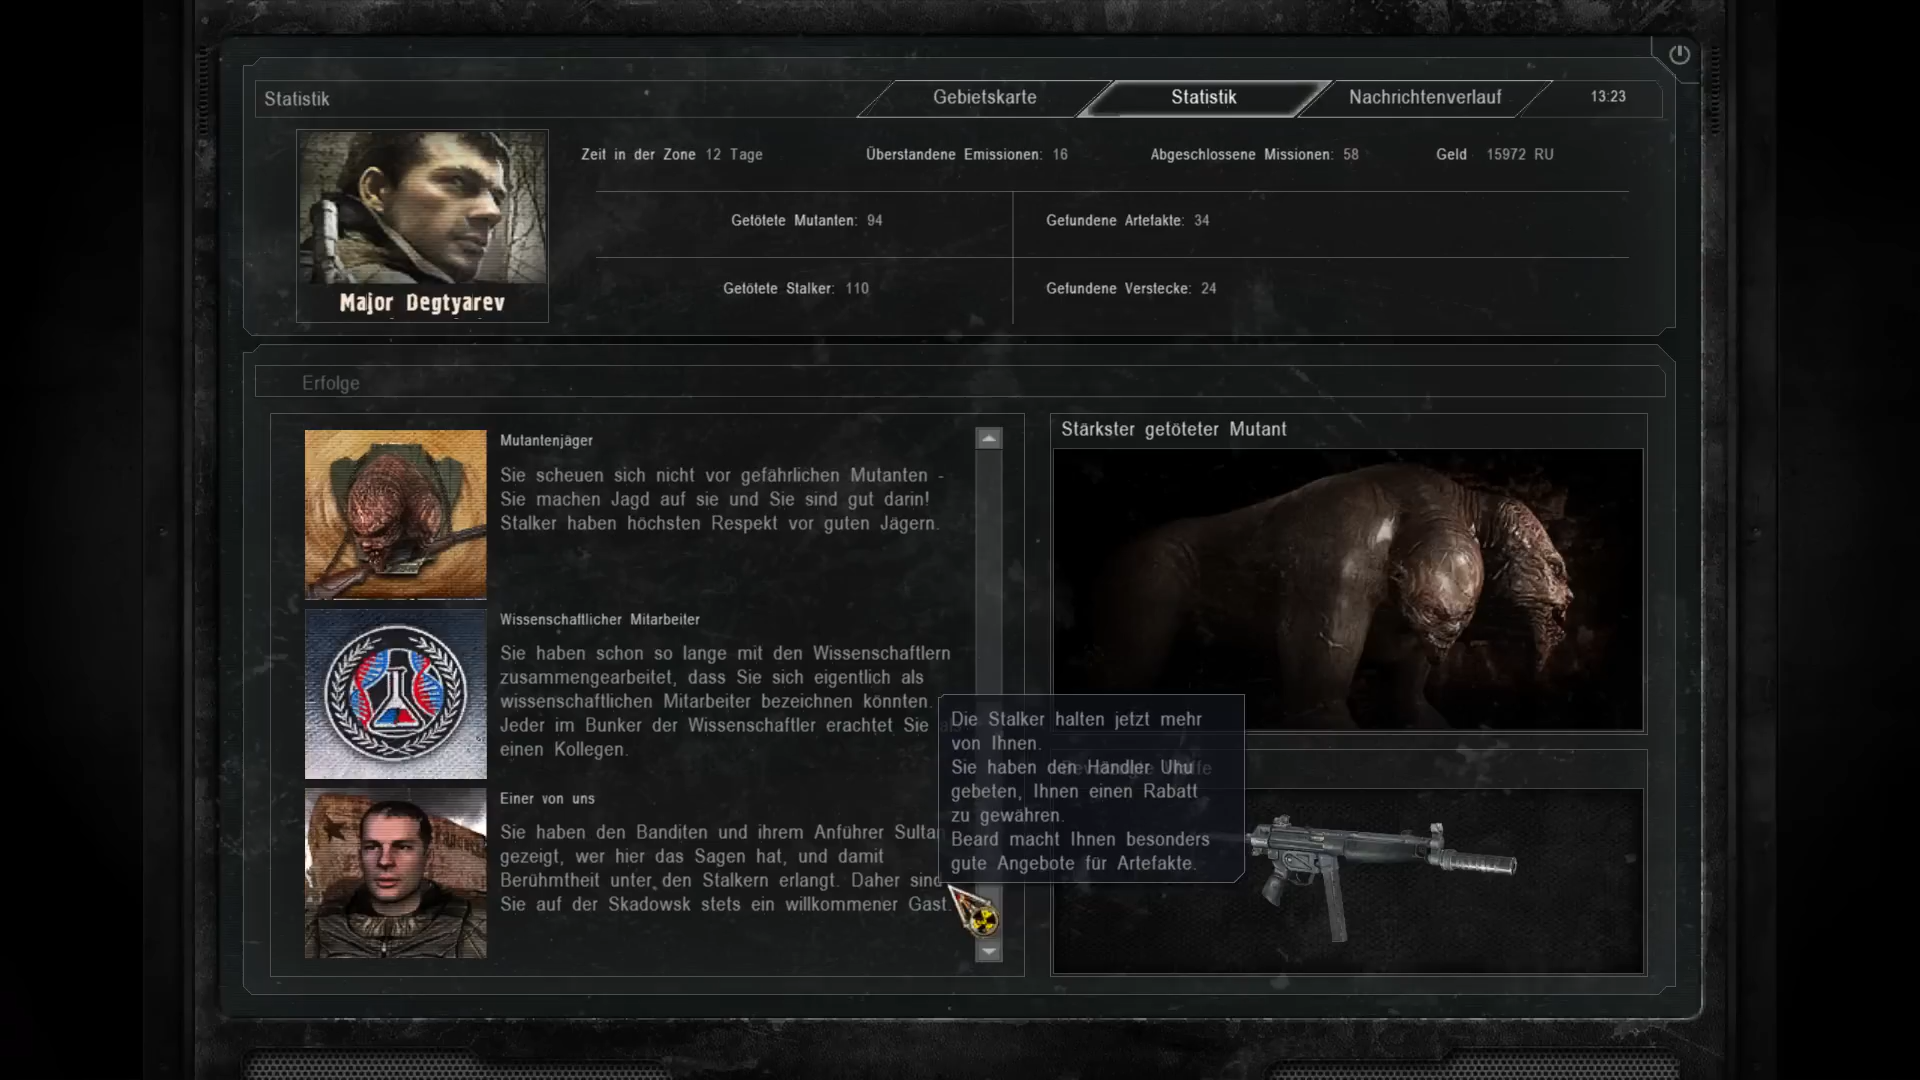 Statistik
Gebietskarte
Statistik
Nachrichtenverlauf
13:23
Zeit in der Zone 12 Tage
Überstandene Emissionen: 16
Abgeschlossene Missionen: 58
Geld 15972 RU
Getötete Mutanten: 94
Gefundene Artefakte: 34
Getötete Stalker: 110
Gefundene Verstecke: 24
Major Degtyarev
Erfolge
Mutantenjäger
Sie scheuen sich nicht vor gefährlichen Mutanten -
Sie machen Jagd auf sie und Sie sind gut darin!
Stalker haben höchsten Respekt vor guten Jägern.
Wissenschaftlicher Mitarbeiter
Sie haben schon so lange mit den Wissenschaftlern
zusammengearbeitet, dass Sie sich eigentlich als
wissenschaftlichen Mitarbeiter bezeichnen könnten.
Jeder im Bunker der Wissenschaftler erachtet Sie als
einen Kollegen.
Einer von uns
Sie haben den Banditen und ihrem Anführer Sultan
gezeigt, wer hier das Sagen hat, und damit
Berühmtheit unter den Stalkern erlangt. Daher sind
Sie auf der Skadowsk stets ein willkommener Gast.
Stärkster getöteter Mutant
Die Stalker halten jetzt mehr
von Ihnen.
Sie haben den Händler Uhu
gebeten, Ihnen einen Rabatt
zu gewähren.
Beard macht Ihnen besonders
gute Angebote für Artefakte.